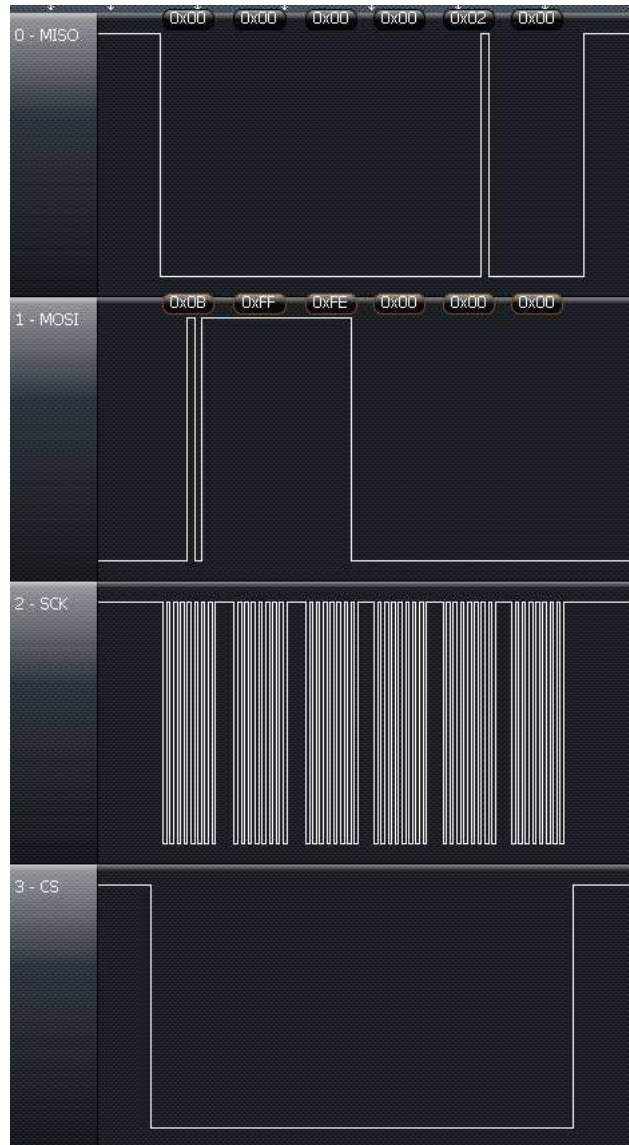 0x00 0x00 0x00 0x00 0x02 0x00
0 - MISO
0x0B 0xFF 0xFE 0x00 0x00 0x00
1 - MOSI
2 - SCK
3 - CS